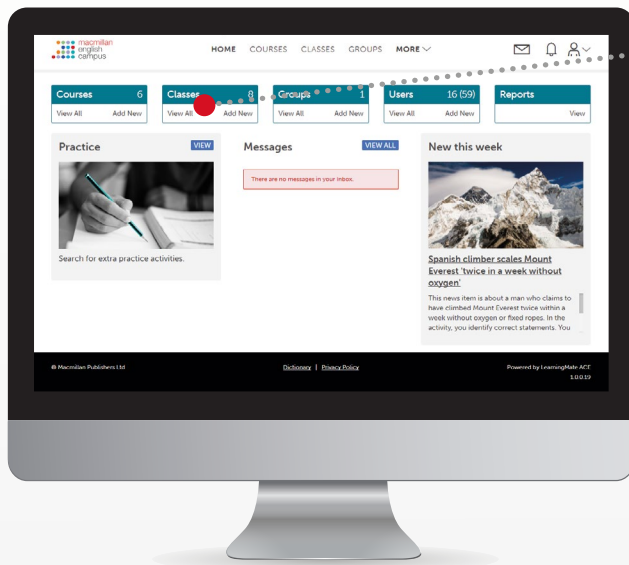 macmillan
english
campus
HOME COURSES CLASSES GROUPS MORE
Courses 6
View All Add New
Classes 8
View All Add New
Groups 1
View All Add New
Users 16 (59)
View All Add New
Reports
View
Practice VIEW
Search for extra practice activities.
Messages VIEW ALL
There are no messages in your inbox.
New this week
Spanish climber scales Mount
Everest 'twice in a week without
oxygen'
This news item is about a man who claims to
have climbed Mount Everest twice within a
week without oxygen or fixed ropes. In the
activity, you identify correct statements. You
© Macmillan Publishers Ltd
Dictionary | Privacy Policy
Powered by LearningMate ACE
1.0.0.19